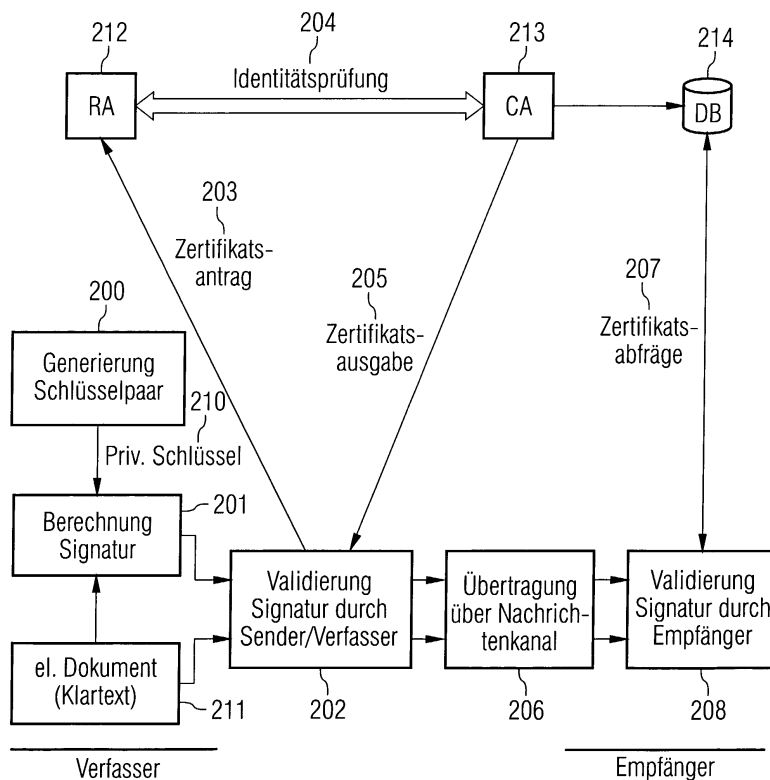 212
204
213
214
Identitätsprüfung
RA
CA
DB
203
Zertifikats-
antrag
205
Zertifikats-
ausgabe
207
Zertifikats-
abfräge
200
Generierung
Schlüsselpaar
210
Priv. Schlüssel
201
Berechnung
Signatur
Validierung
Signatur durch
Sender/Verfasser
Übertragung
über Nachrich-
tenkanal
Validierung
Signatur durch
Empfänger
el. Dokument
(Klartext)
211
202
206
208
Verfasser
Empfänger